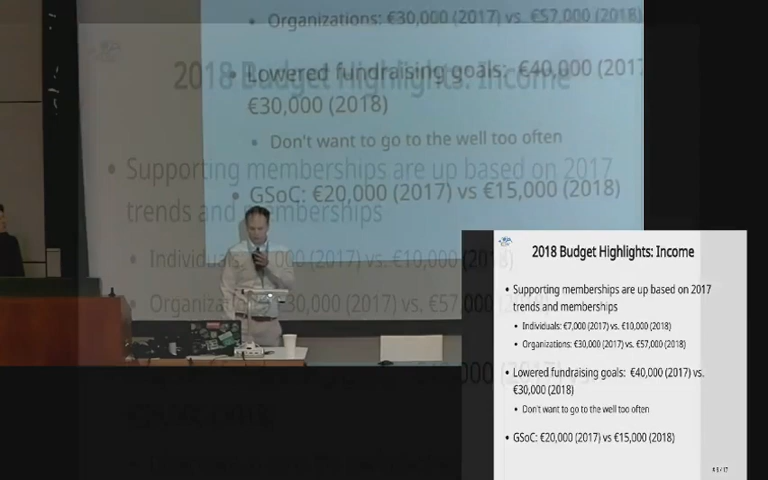 Organizations: €30,000 (2017) vs. €57,000 (2018)
Lowered fundraising goals: €40,000 (2017
€30,000 (2018)
Don't want to go to the well too often
GSoC: €20,000 (2017) vs €15,000 (2018)
2018 Budget Highlights: Income
Supporting memberships are up based on 2017
trends and memberships
Individuals 000 (2017) vs. €10,000 (2018)
Organizati €30,000 (2017) vs. €57,000
2018 Budget Highlights: Income
Supporting memberships are up based on 2017
trends and memberships
Individuals: €7,000 (2017) vs. €10,000 (2018)
Organizations: €30,000 (2017) vs. €57,000 (2018)
Lowered fundraising goals: €40,000 (2017) vs.
€30,000 (2018)
Don't want to go to the well too often
GSoC: €20,000 (2017) vs €15,000 (2018)